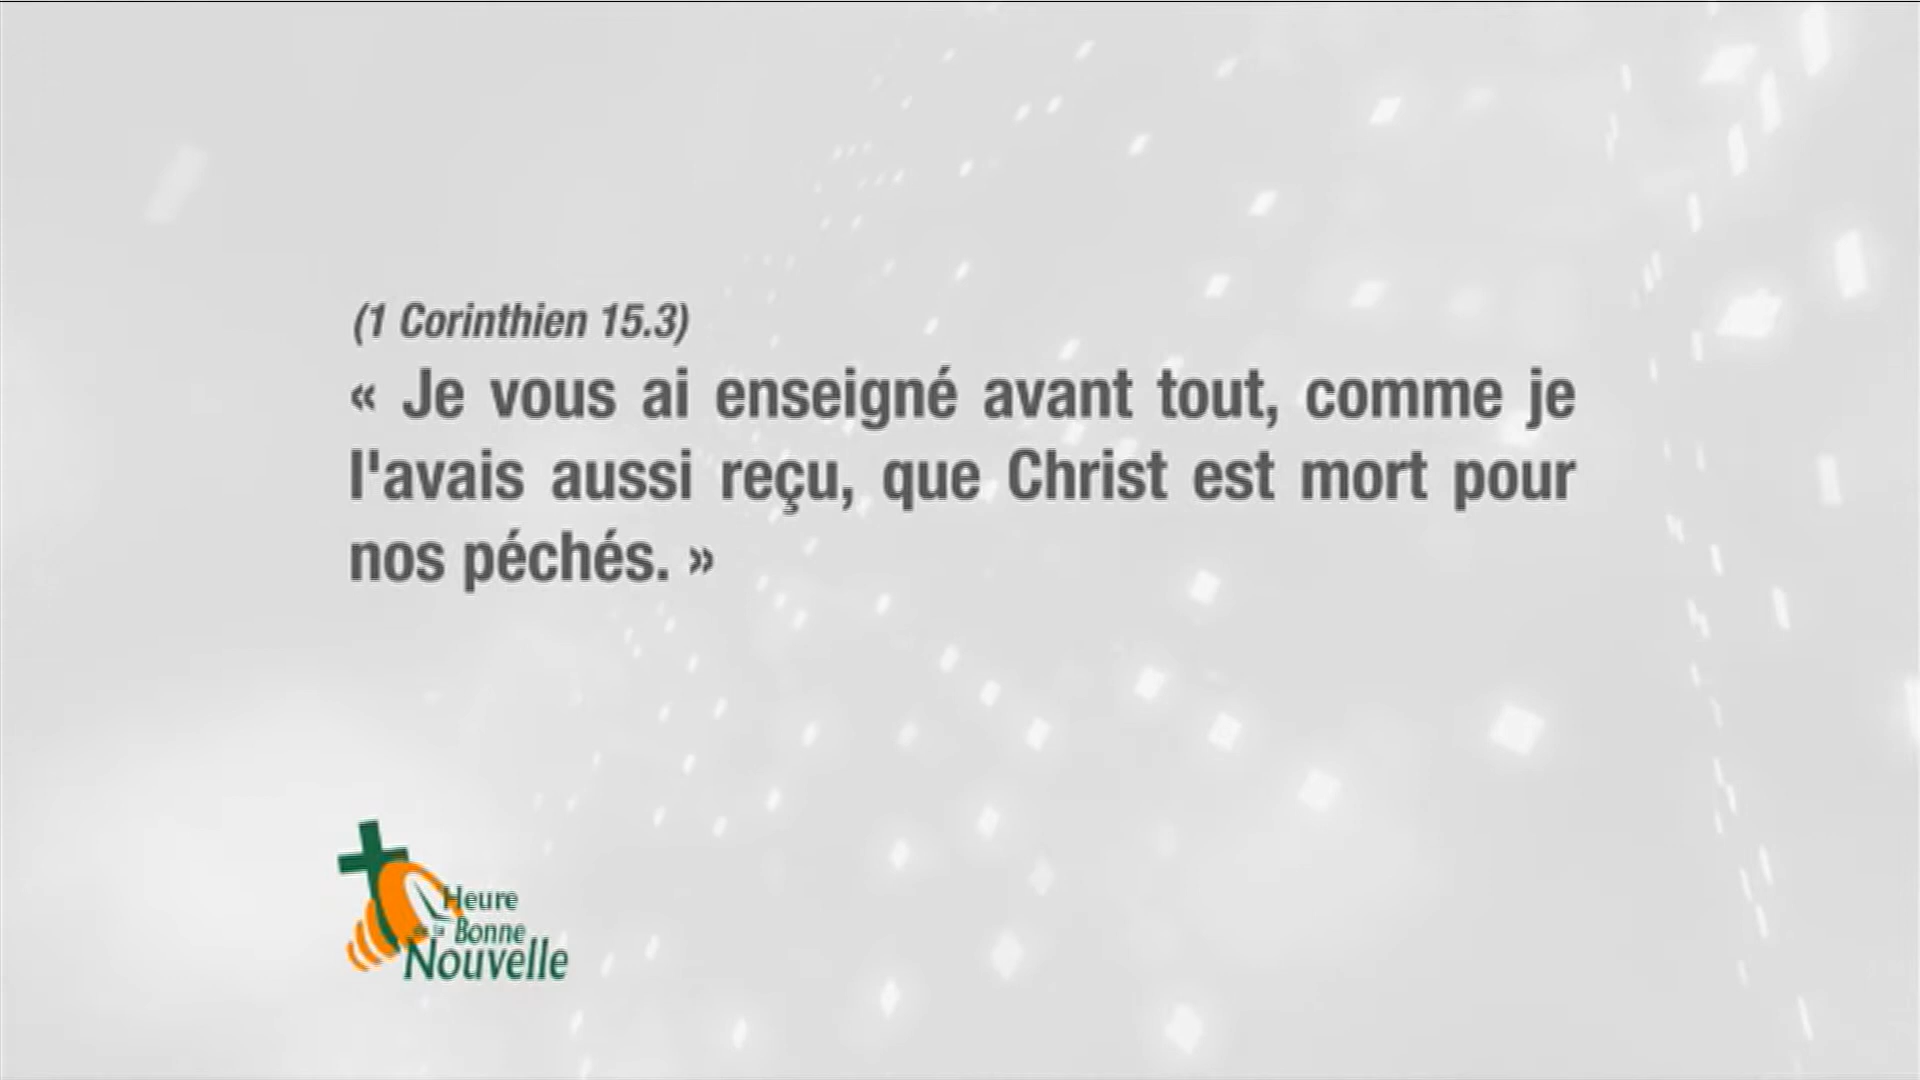 (1 Corinthien 15.3)
« Je vous ai enseigné avant tout, comme je
l'avais aussi reçu, que Christ est mort pour
nos péchés. »
Heure
de la Bonne
Nouvelle